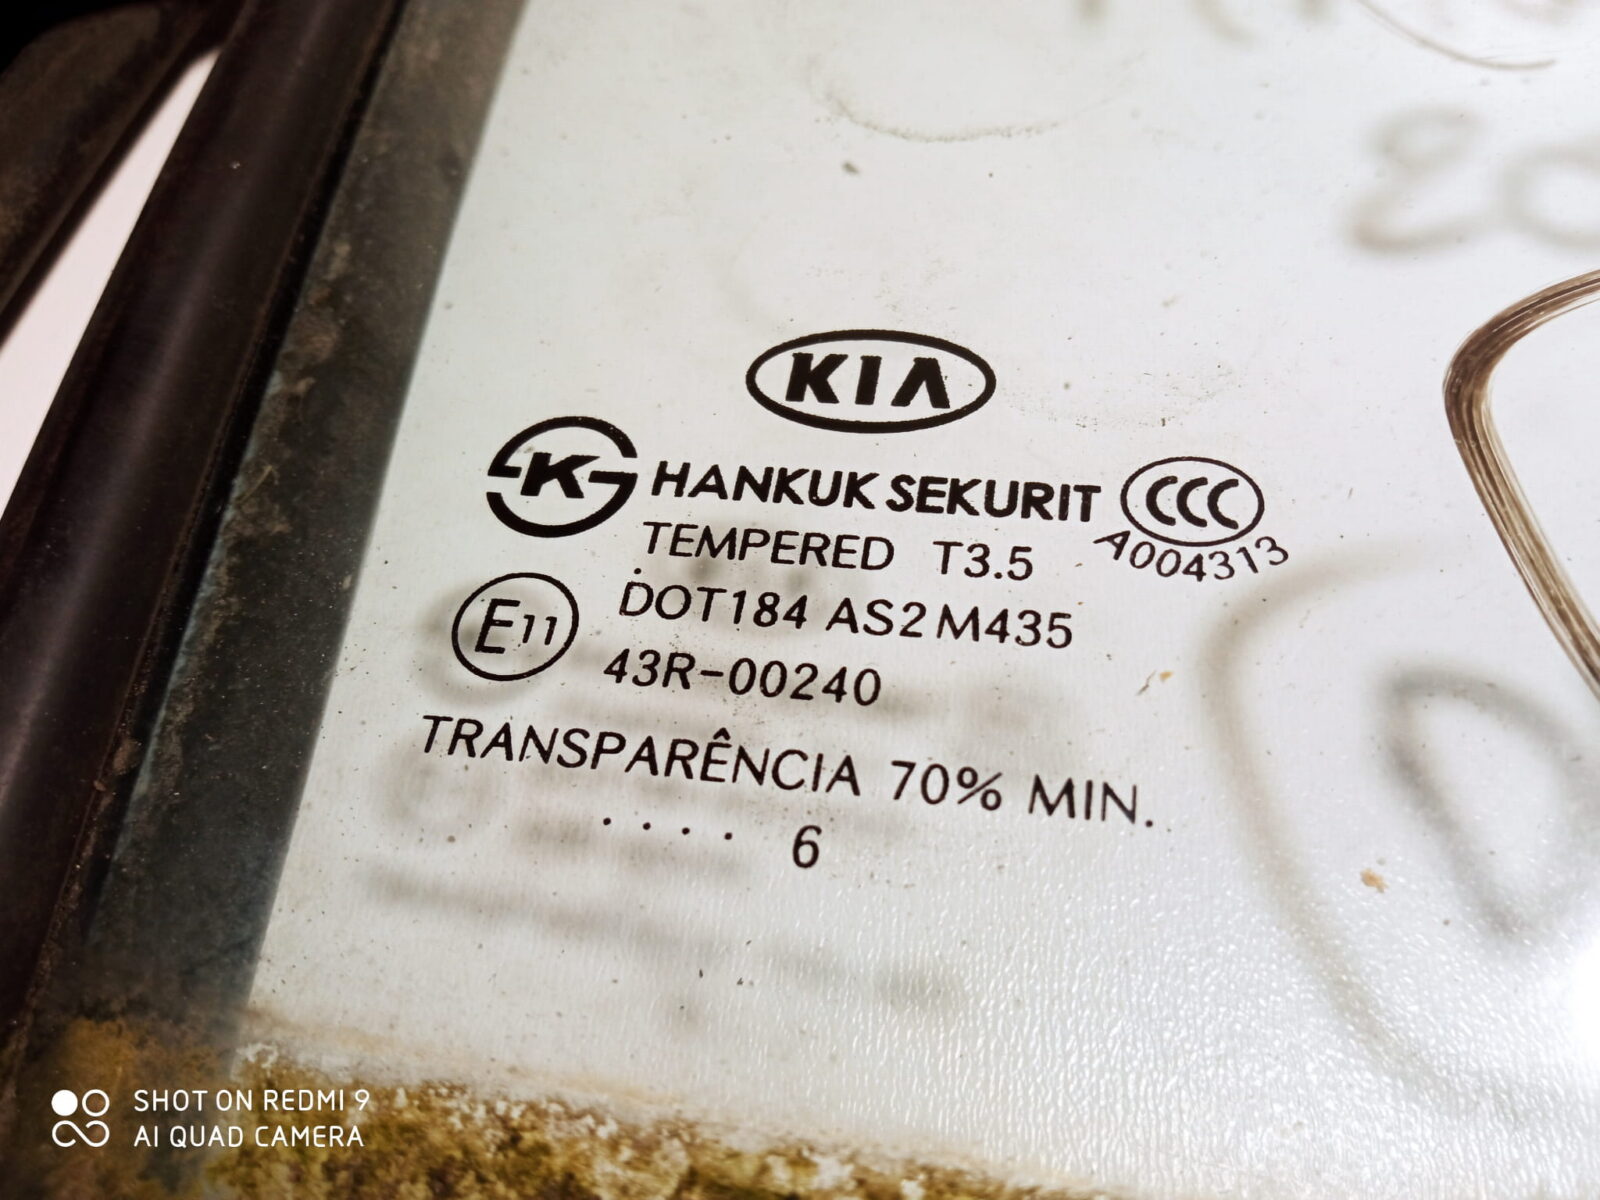 KIA
K HANKUK SEKURIT CCC
TEMPERED T3.5 A004313
DOT184 AS2 M435
E11 43R-00240
TRANSPARÊNCIA 70% MIN.
. . . . 6
SHOT ON REDMI 9
AI QUAD CAMERA